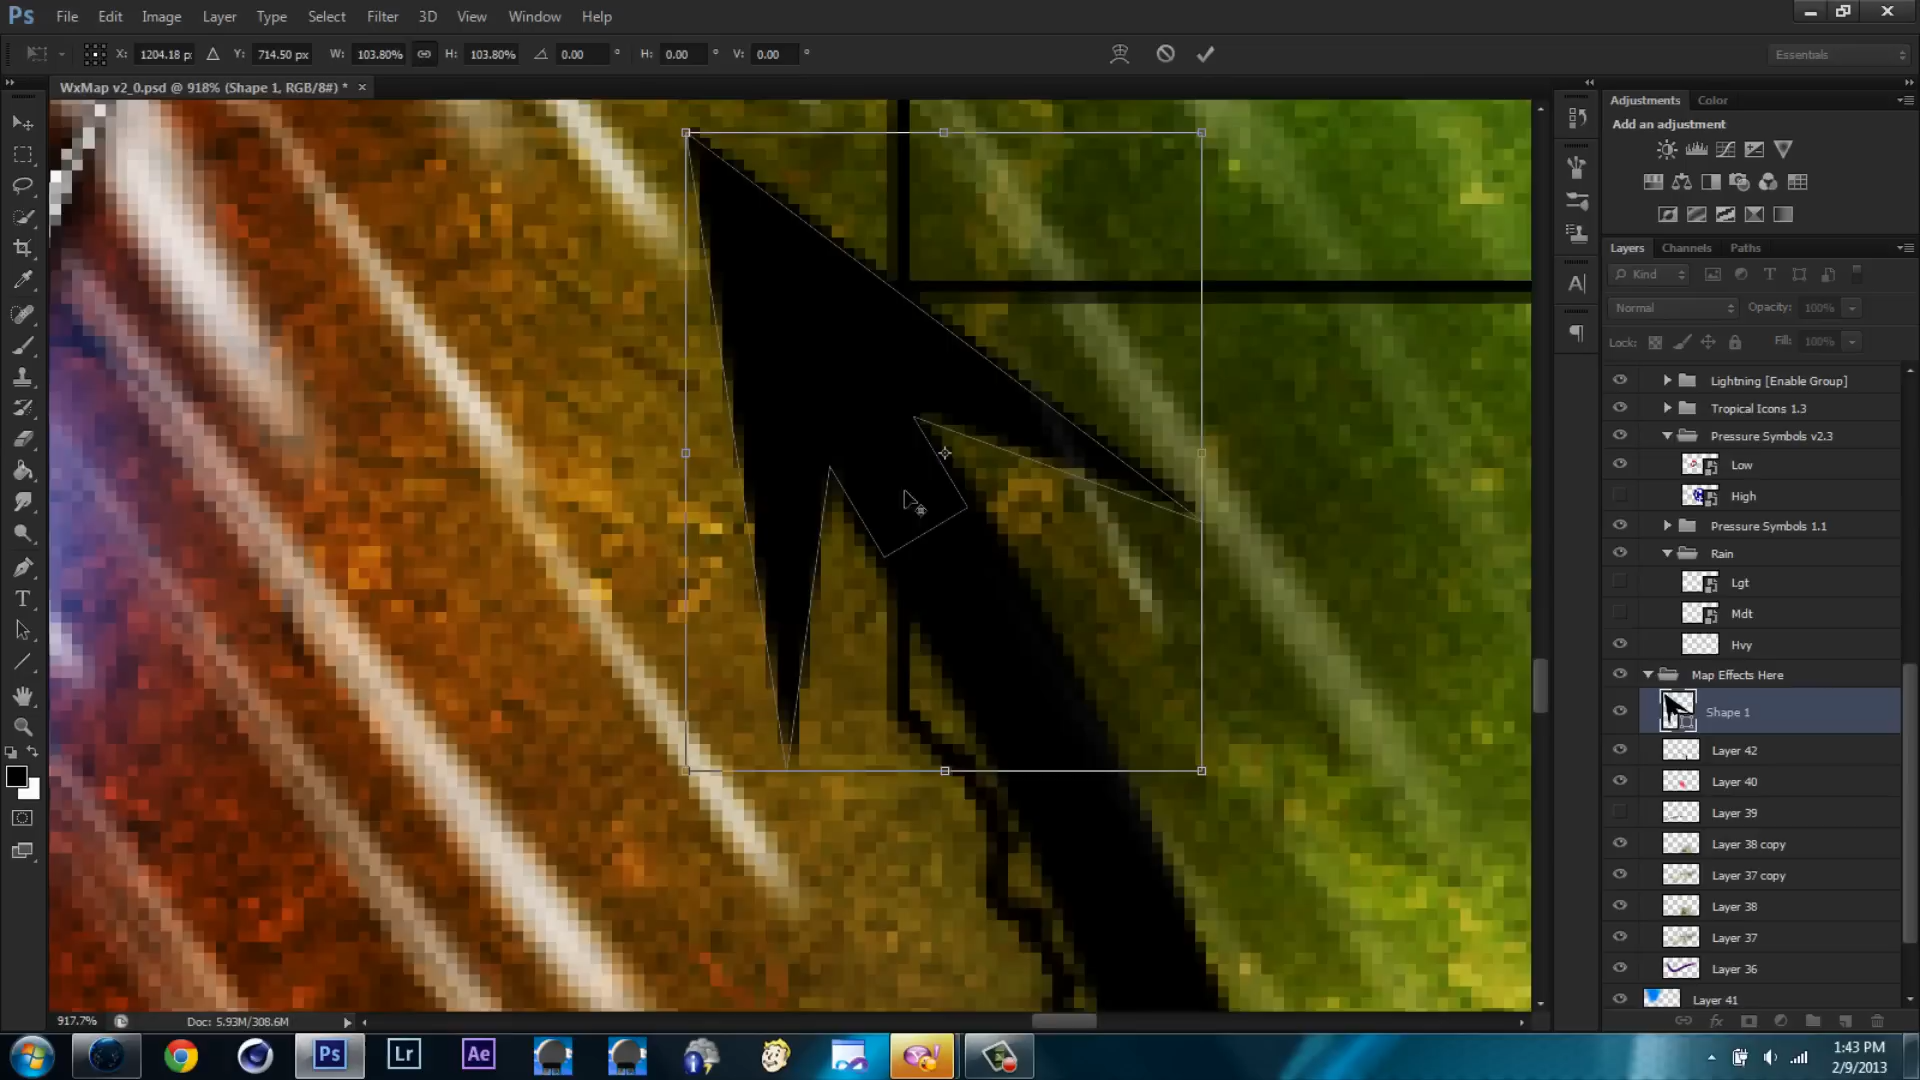 Ps File Edit Image Layer Type Select Filter 3D View Window Help
X: 1204.18 p Y: 714.50 px W: 103.80% H: 103.80% 0.00 ° H: 0.00 ° V: 0.00 ° Essentials
WxMap v2_0.psd @ 918% (Shape 1, RGB/8#) * ×
Adjustments Color
Add an adjustment
Layers Channels Paths
Kind
Normal Opacity: 100%
Lock: Fill: 100%
Lightning [Enable Group]
Tropical Icons 1.3
Pressure Symbols v2.3
Low
High
Pressure Symbols 1.1
Rain
Lgt
Mdt
Hvy
Map Effects Here
Shape 1
Layer 42
Layer 40
Layer 39
Layer 38 copy
Layer 37 copy
Layer 38
Layer 37
Layer 36
Layer 41
917.7% Doc: 5.93M/308.6M
Ps Lr Ae
1:43 PM
2/9/2013